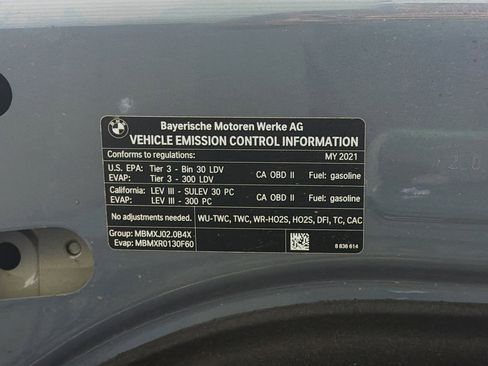 BMW
Bayerische Motoren Werke AG
VEHICLE EMISSION CONTROL INFORMATION
Conforms to regulations: MY 2021
U.S. EPA: Tier 3 - Bin 30 LDV CA OBD II Fuel: gasoline
EVAP: Tier 3 - 300 LDV
California: LEV III - SULEV 30 PC CA OBD II Fuel: gasoline
EVAP: LEV III - 300 PC
No adjustments needed. WU-TWC, TWC, WR-HO2S, HO2S, DFI, TC, CAC
Group: MBMXJ02.0B4X
Evap: MBMXR0130F60
8 836 614